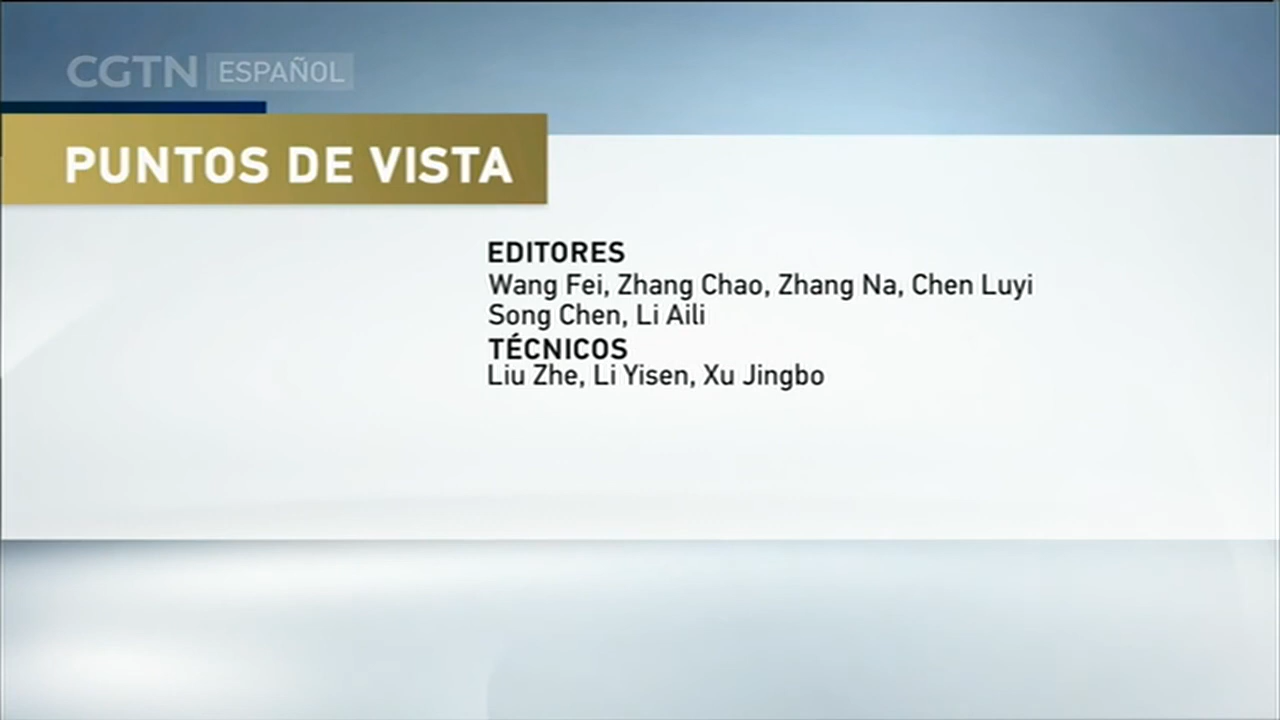 CGTN ESPAÑOL
PUNTOS DE VISTA
EDITORES
Wang Fei, Zhang Chao, Zhang Na, Chen Luyi
Song Chen, Li Aili
TÉCNICOS
Liu Zhe, Li Yisen, Xu Jingbo